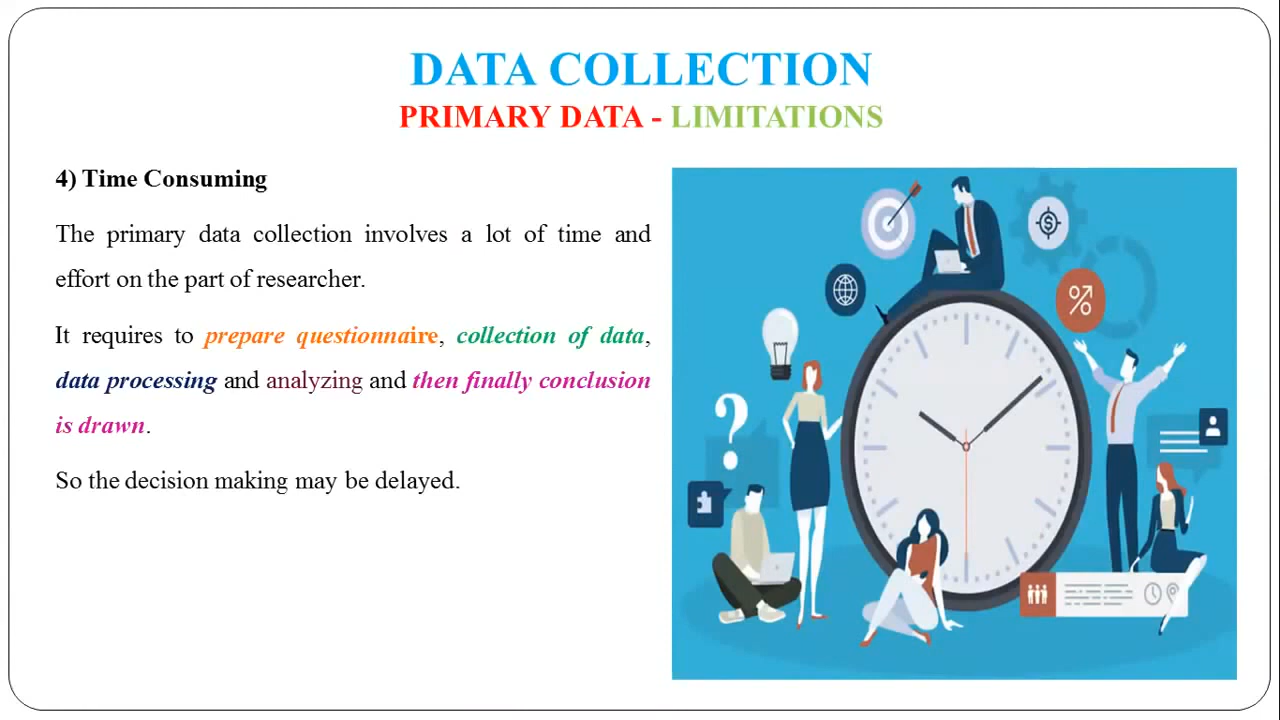 DATA COLLECTION
PRIMARY DATA - LIMITATIONS
4) Time Consuming
The primary data collection involves a lot of time and
effort on the part of researcher.
It requires to prepare questionnaire, collection of data,
data processing and analyzing and then finally conclusion
is drawn.
So the decision making may be delayed.